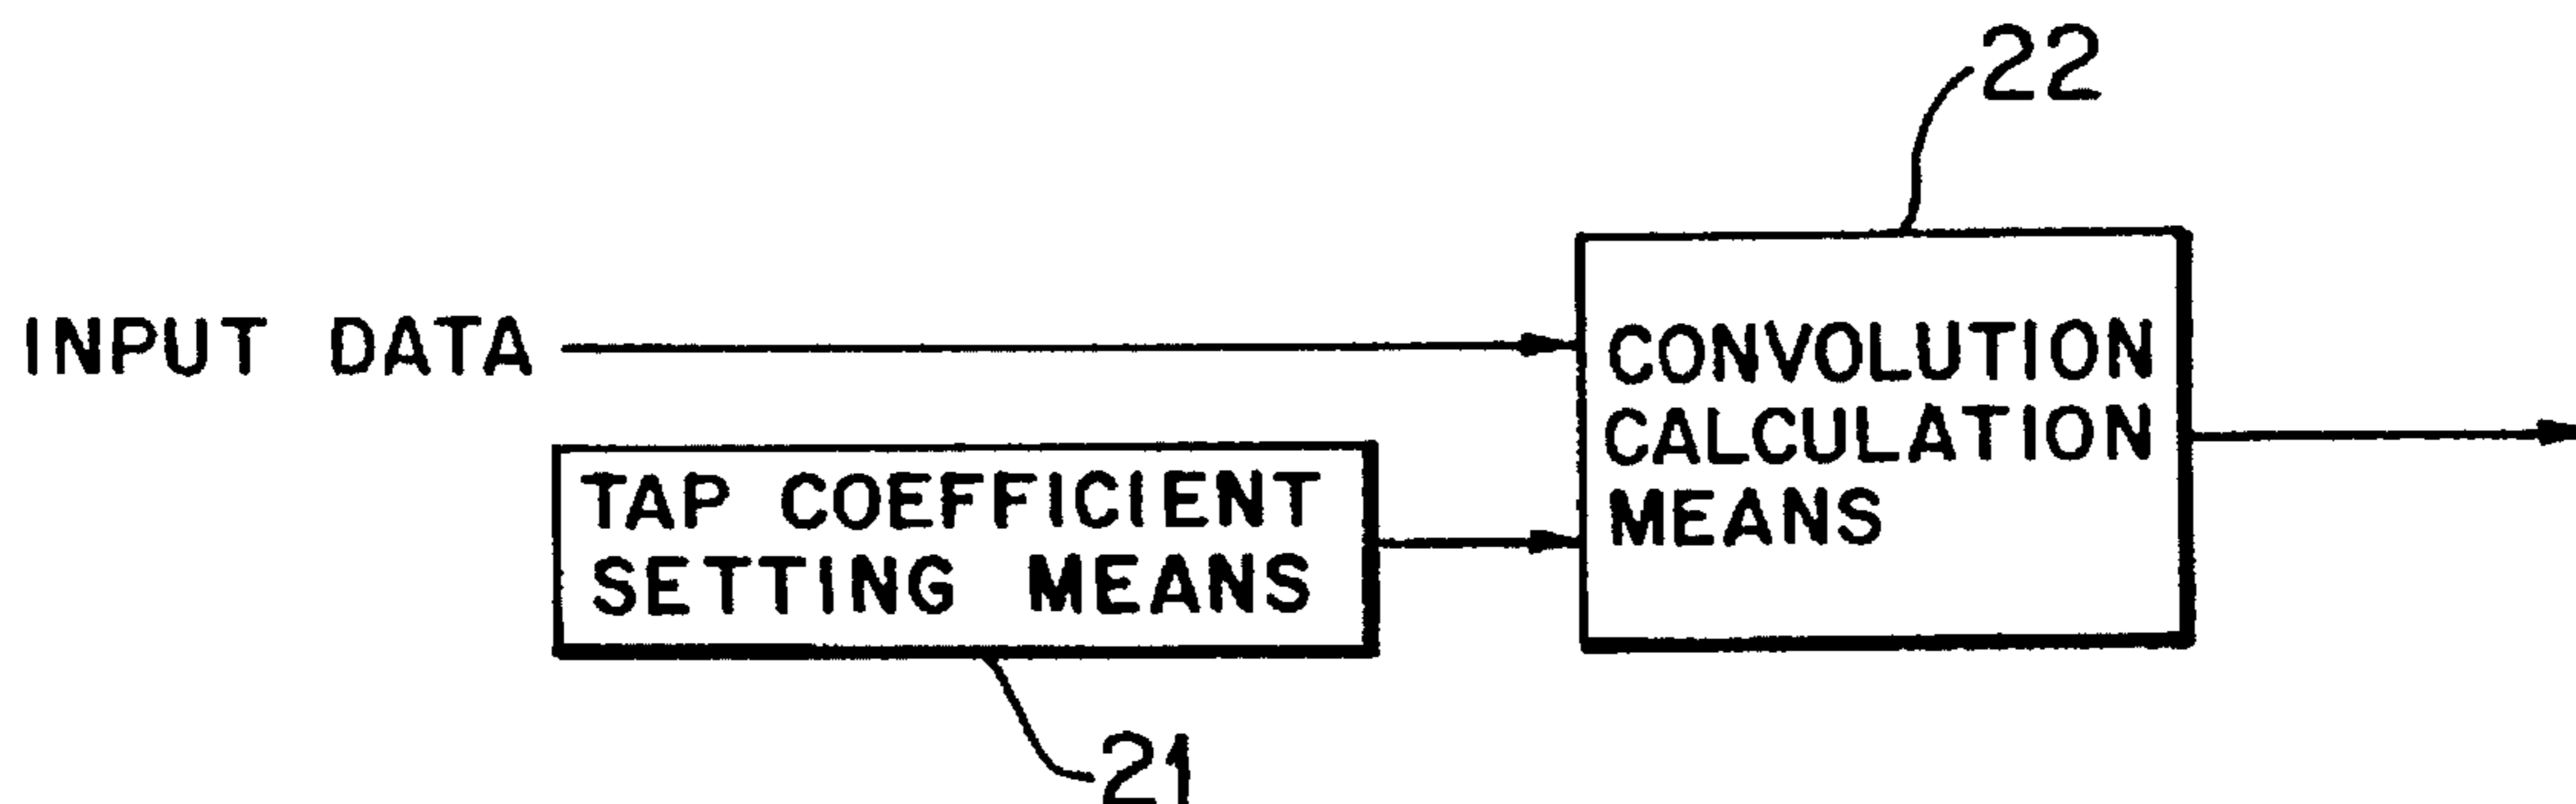 22
INPUT DATA
CONVOLUTION
CALCULATION
MEANS
TAP COEFFICIENT
SETTING MEANS
21